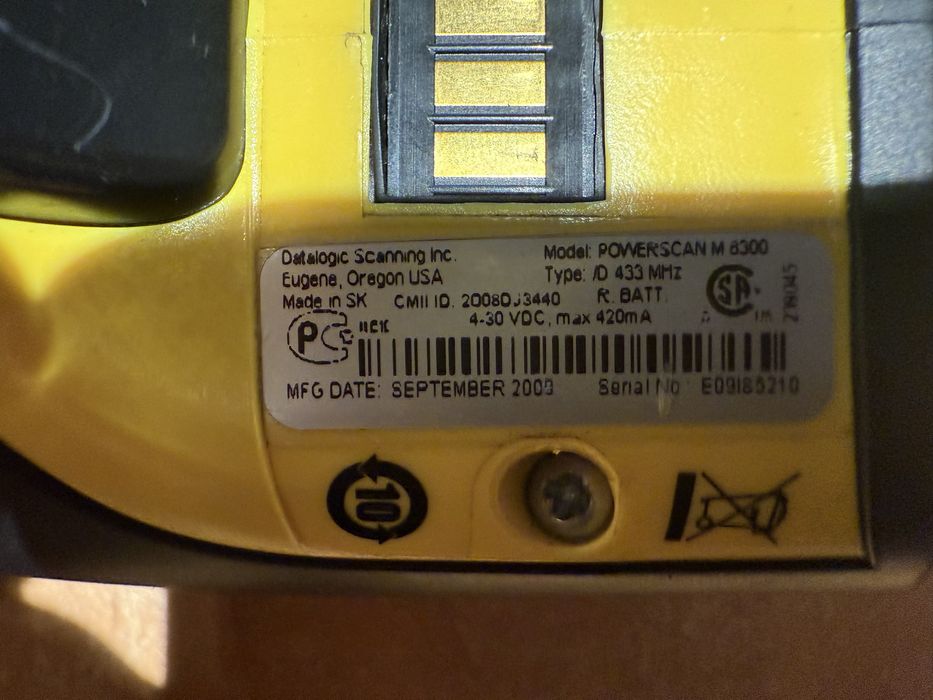 Datalogic Scanning Inc.
Eugene, Oregon USA
Made in SK CMII ID. 2008DJ3440 R. BATT.
Model: POWERSCAN M 8300
Type: /D 433 MHz
4-30 VDC, max 420mA
MFG DATE: SEPTEMBER 2009 Serial No
10